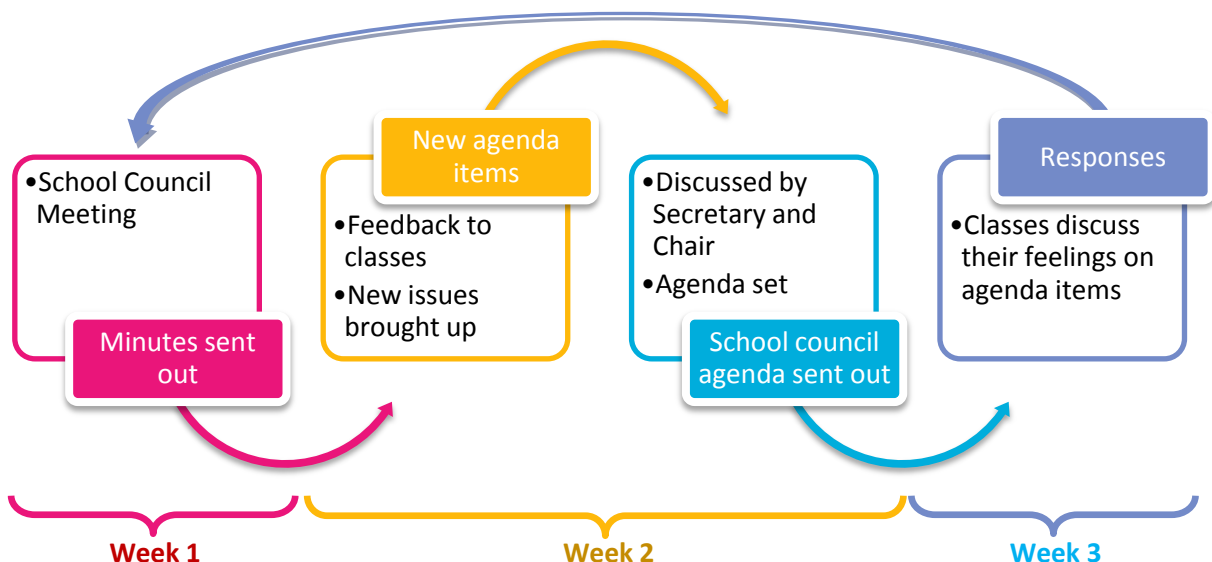 •School Council
Meeting
Minutes sent
out
New agenda
items
•Feedback to
classes
•New issues
brought up
•Discussed by
Secretary and
Chair
•Agenda set
School council
agenda sent out
Responses
•Classes discuss
their feelings on
agenda items
Week 1
Week 2
Week 3